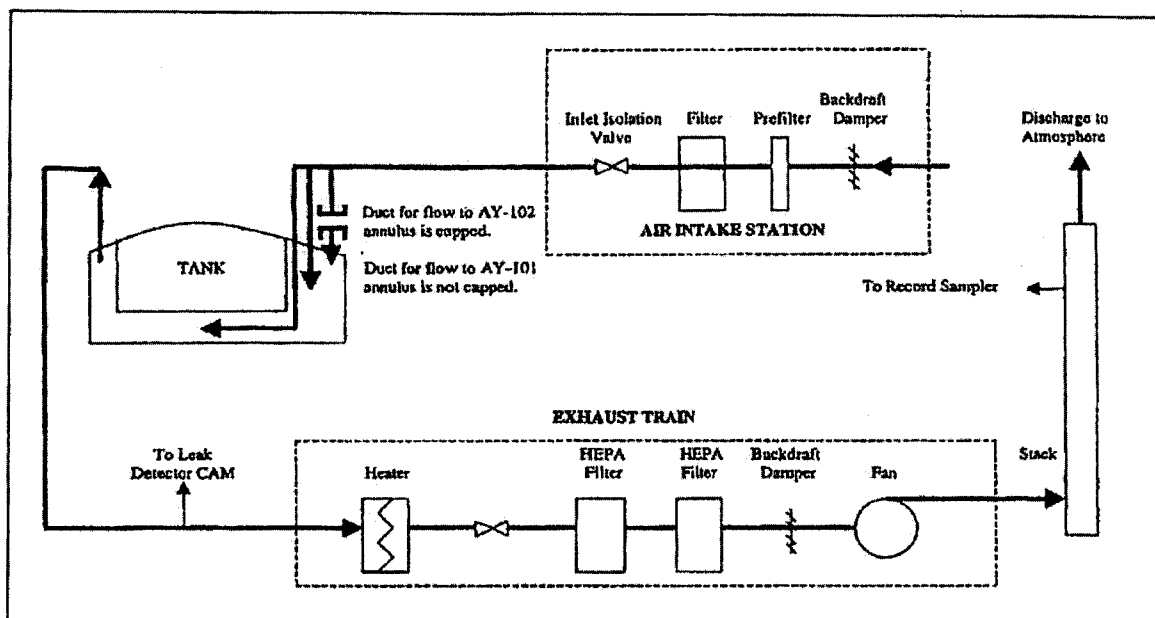 Inlet Isolation
Valve
Filter
Prefilter
Backdraft
Damper
Discharge to
Atmosphere
Duct for flow to AY-102
annulus is capped.
AIR INTAKE STATION
TANK
Duct for flow to AY-101
annulus is not capped.
To Record Sampler
EXHAUST TRAIN
To Leak
Detector CAM
Heater
HEPA
Filter
HEPA
Filter
Backdraft
Damper
Fan
Stack